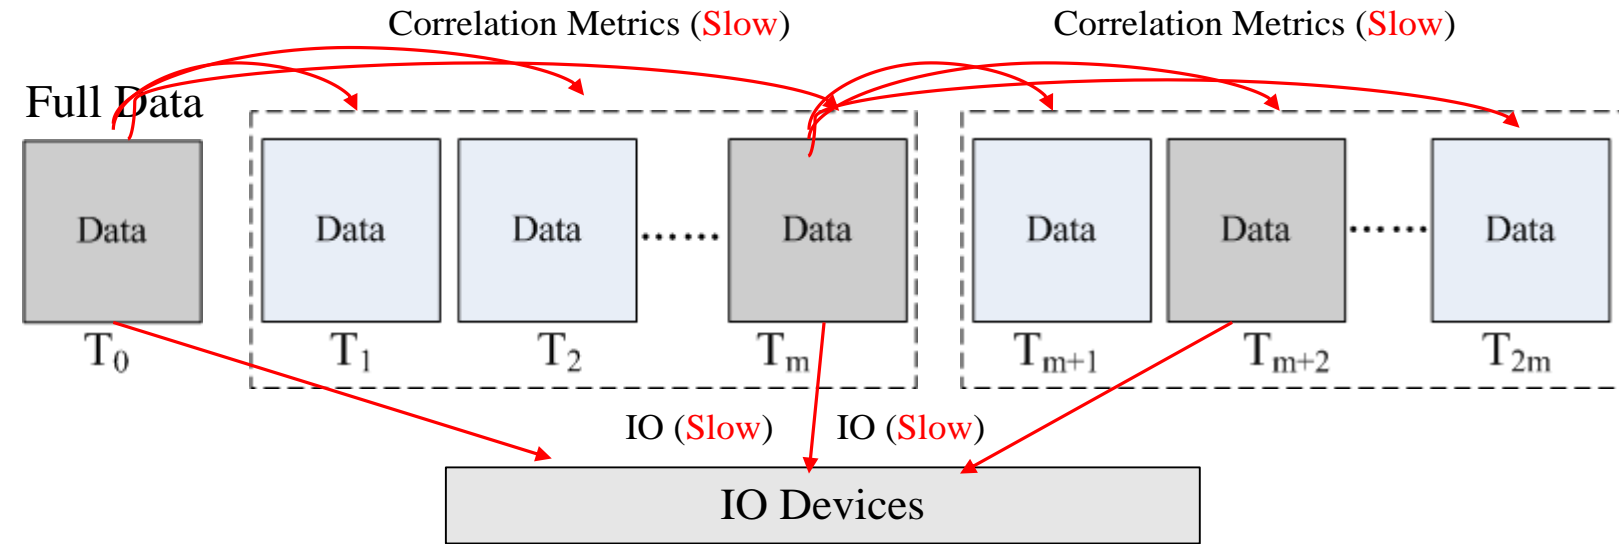 Correlation Metrics (Slow)
Correlation Metrics (Slow)
Full Data
Data
Data
Data
......
Data
Data
Data
......
Data
T0
T1
T2
Tm
Tm+1
Tm+2
T2m
IO (Slow)
IO (Slow)
IO Devices